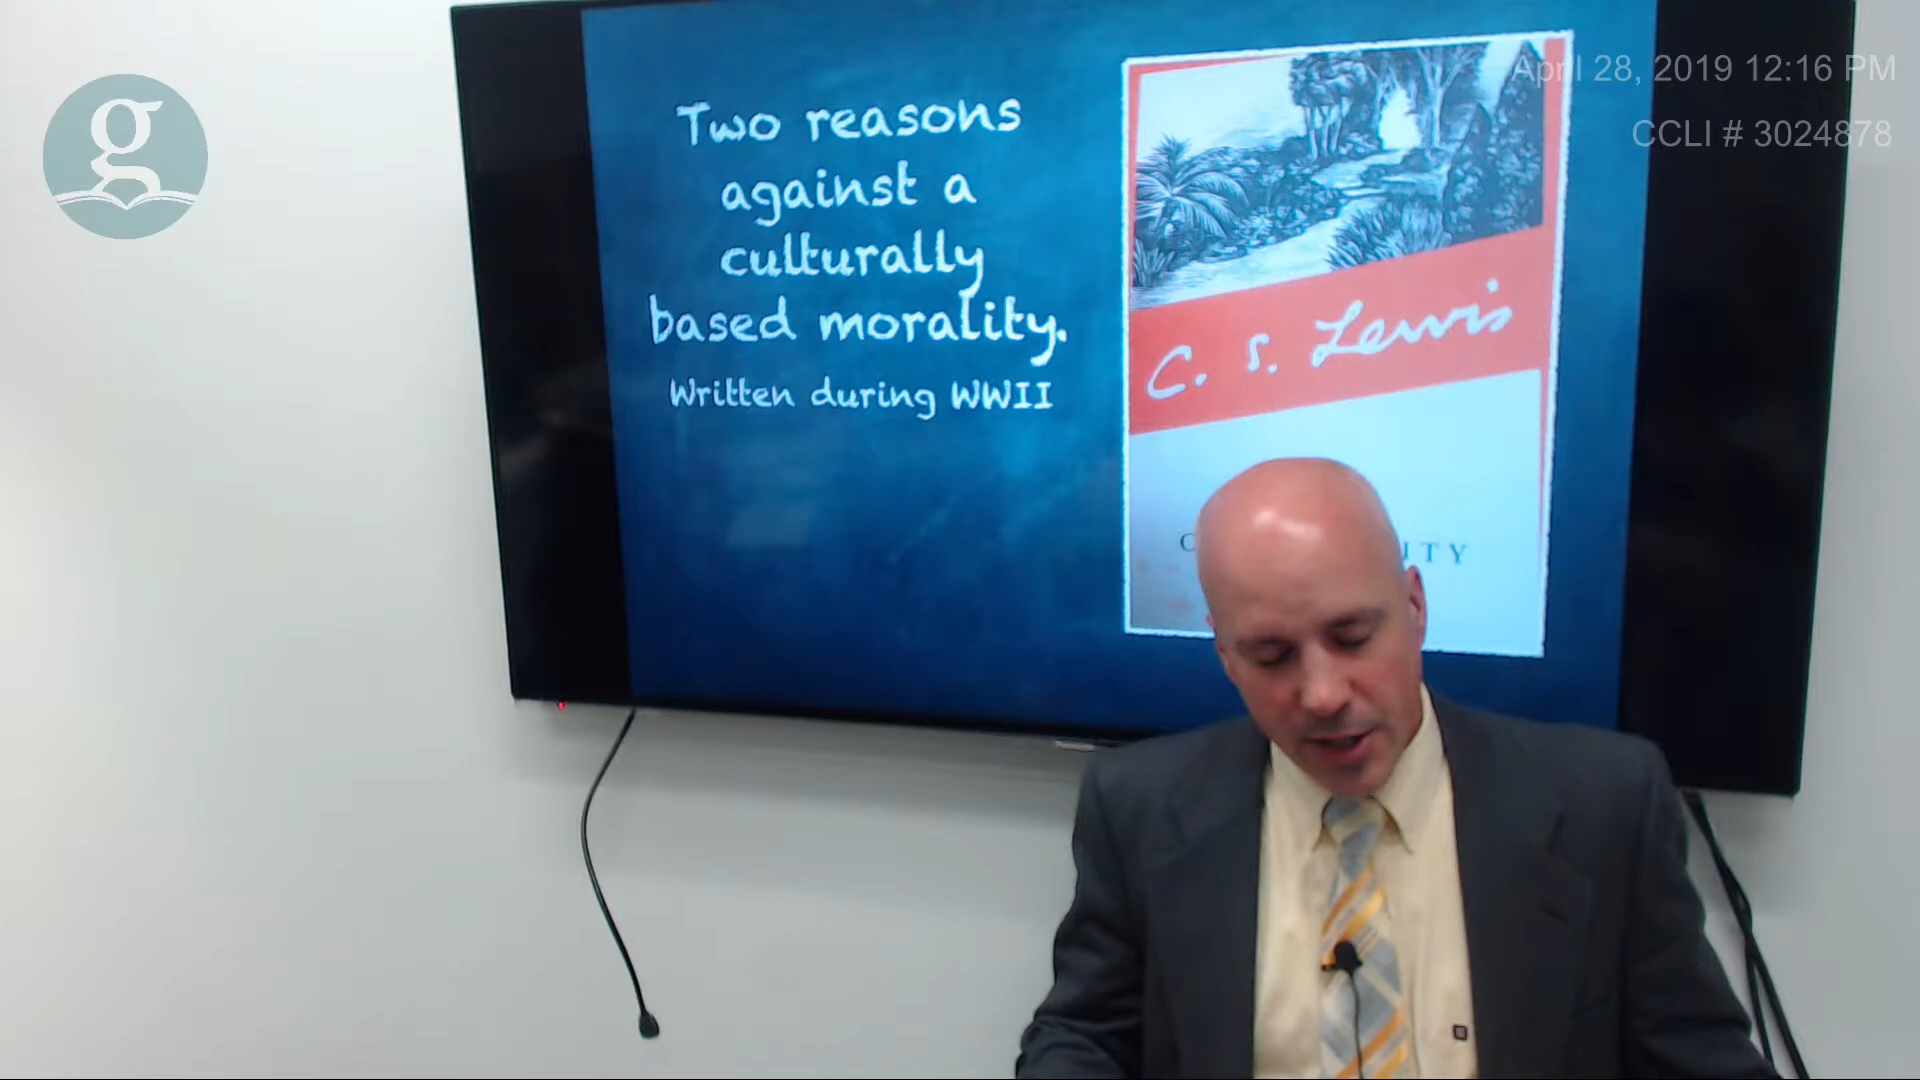 g
April 28, 2019 12:16 PM
CCLI # 3024878
Two reasons
against a
culturally
based morality.
Written during WWII
C. S. Lewis